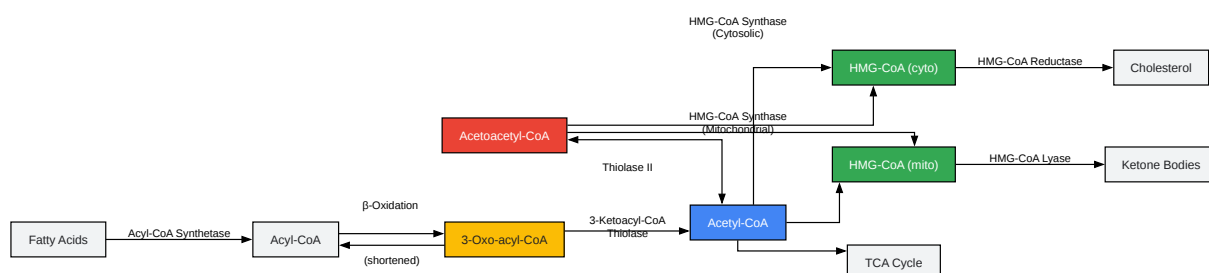 HMG-CoA Synthase
(Cytosolic)
HMG-CoA (cyto)
HMG-CoA Reductase
Cholesterol
Acetoacetyl-CoA
HMG-CoA Synthase
(Mitochondrial)
Thiolase II
HMG-CoA (mito)
HMG-CoA Lyase
Ketone Bodies
Fatty Acids
Acyl-CoA Synthetase
Acyl-CoA
β-Oxidation
(shortened)
3-Oxo-acyl-CoA
3-Ketoacyl-CoA
Thiolase
Acetyl-CoA
TCA Cycle